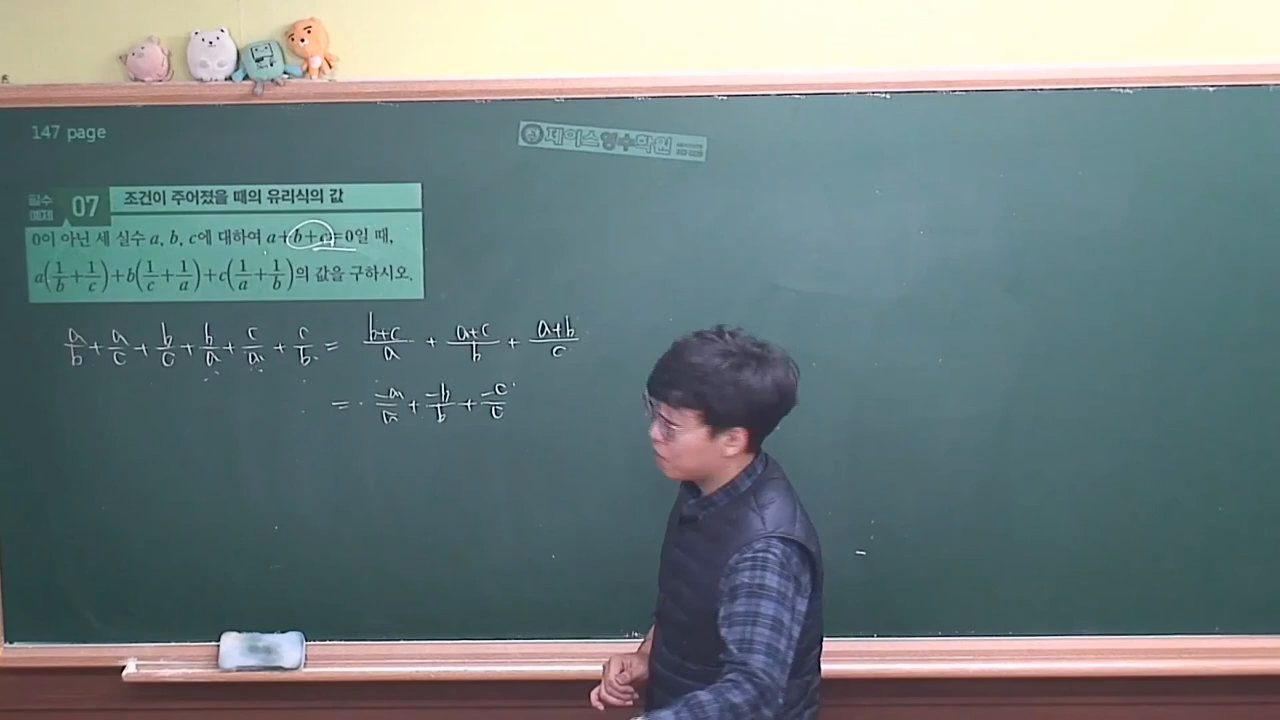 147 page
제이스영수학원
필수 예제 07 조건이 주어졌을 때의 유리식의 값
0이 아닌 세 실수 a, b, c에 대하여 a+b+c=0일 때,
a(1/b+1/c)+b(1/c+1/a)+c(1/a+1/b)의 값을 구하시오.
a/b + a/c + b/c + b/a + c/a + c/b = (b+c)/a + (a+c)/b + (a+b)/c
= -a/a + -b/b + -c/c